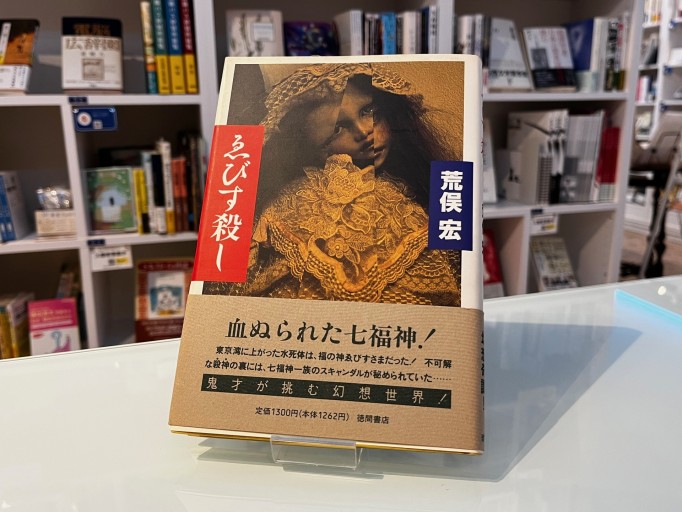 ゑびす殺し
荒俣 宏
血ぬられた七福神!
東京湾に上がった水死体は、福の神ゑびすさまだった! 不可解
な殺神の裏には、七福神一族のスキャンダルが秘められていた……
鬼才が挑む幻想世界!
定価1300円(本体1262円) 徳間書店